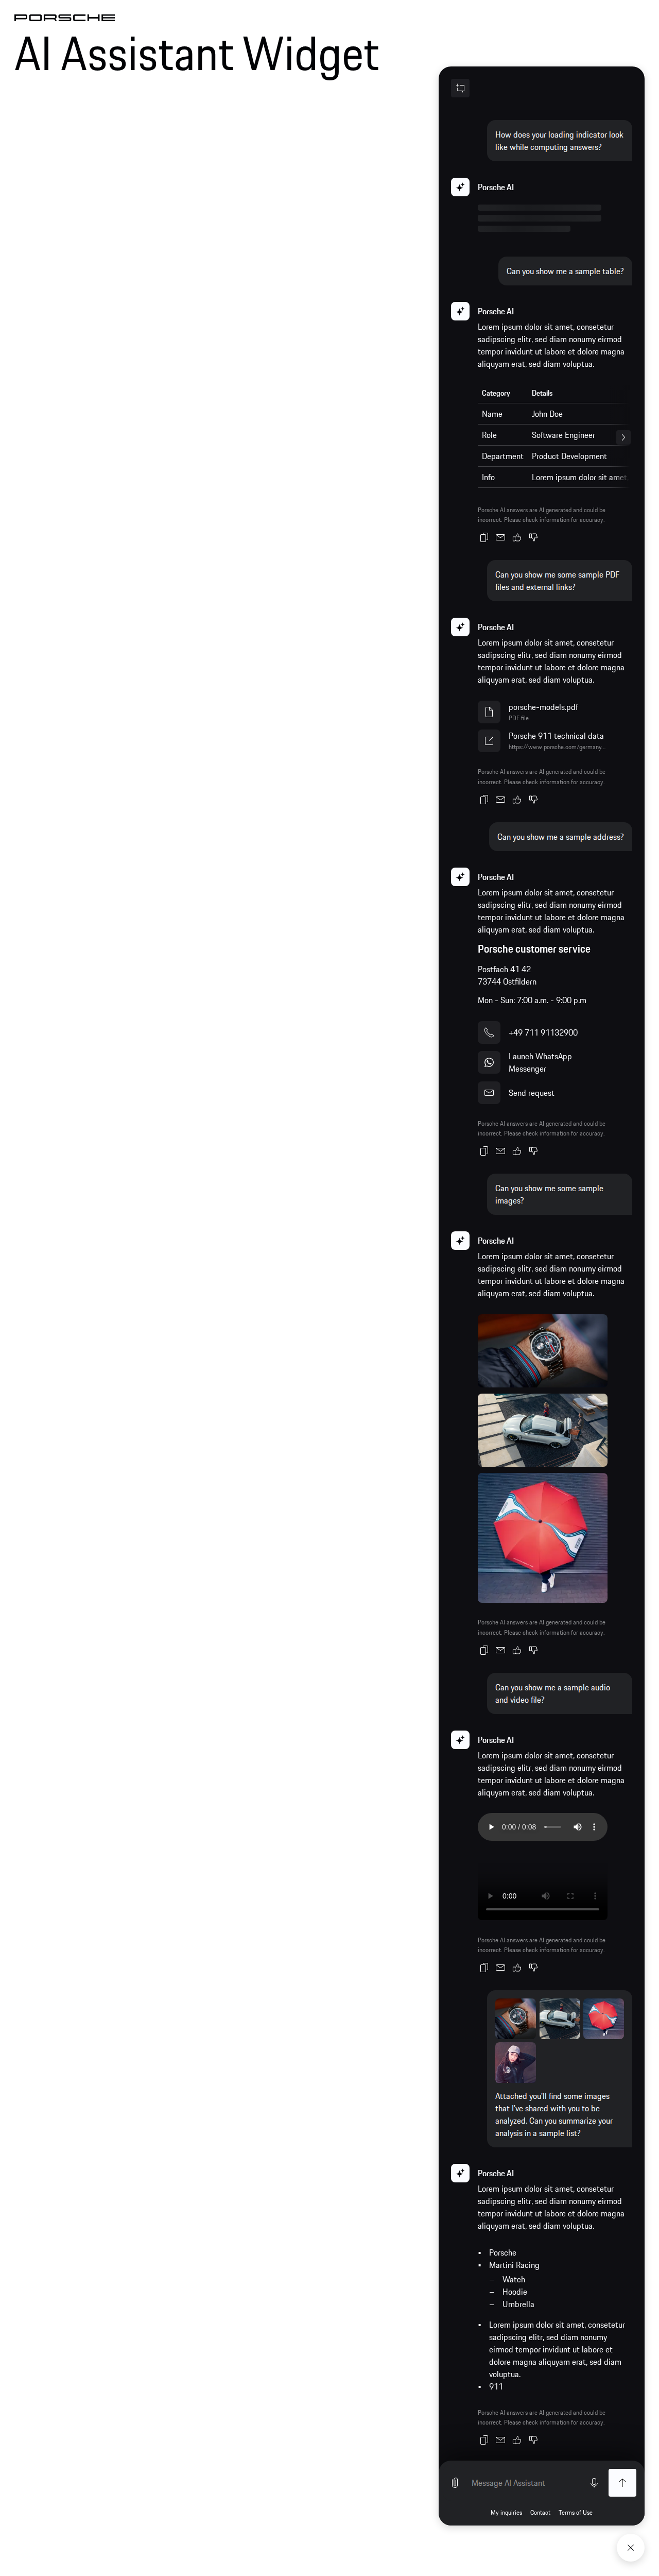 PORSCHE
AI Assistant Widget
How does your loading indicator look
like while computing answers?
Porsche AI
Can you show me a sample table?
Porsche AI
Lorem ipsum dolor sit amet, consetetur
sadipscing elitr, sed diam nonumy eirmod
tempor invidunt ut labore et dolore magna
aliquyam erat, sed diam voluptua.
Category Details
Name John Doe
Role Software Engineer
Department Product Development
Info Lorem ipsum dolor sit amet
Porsche AI answers are AI generated and could be
incorrect. Please check information for accuracy.
Can you show me some sample PDF
files and external links?
Porsche AI
Lorem ipsum dolor sit amet, consetetur
sadipscing elitr, sed diam nonumy eirmod
tempor invidunt ut labore et dolore magna
aliquyam erat, sed diam voluptua.
porsche-models.pdf
PDF file
Porsche 911 technical data
https://www.porsche.com/germany...
Porsche AI answers are AI generated and could be
incorrect. Please check information for accuracy.
Can you show me a sample address?
Porsche AI
Lorem ipsum dolor sit amet, consetetur
sadipscing elitr, sed diam nonumy eirmod
tempor invidunt ut labore et dolore magna
aliquyam erat, sed diam voluptua.
Porsche customer service
Postfach 41 42
73744 Ostfildern
Mon - Sun: 7:00 a.m. - 9:00 p.m
+49 711 91132900
Launch WhatsApp
Messenger
Send request
Porsche AI answers are AI generated and could be
incorrect. Please check information for accuracy.
Can you show me some sample
images?
Porsche AI
Lorem ipsum dolor sit amet, consetetur
sadipscing elitr, sed diam nonumy eirmod
tempor invidunt ut labore et dolore magna
aliquyam erat, sed diam voluptua.
Porsche AI answers are AI generated and could be
incorrect. Please check information for accuracy.
Can you show me a sample audio
and video file?
Porsche AI
Lorem ipsum dolor sit amet, consetetur
sadipscing elitr, sed diam nonumy eirmod
tempor invidunt ut labore et dolore magna
aliquyam erat, sed diam voluptua.
0:00 / 0:08
0:00
Porsche AI answers are AI generated and could be
incorrect. Please check information for accuracy.
Attached you'll find some images
that I've shared with you to be
analyzed. Can you summarize your
analysis in a sample list?
Porsche AI
Lorem ipsum dolor sit amet, consetetur
sadipscing elitr, sed diam nonumy eirmod
tempor invidunt ut labore et dolore magna
aliquyam erat, sed diam voluptua.
• Porsche
• Martini Racing
– Watch
– Hoodie
– Umbrella
• Lorem ipsum dolor sit amet, consetetur
sadipscing elitr, sed diam nonumy
eirmod tempor invidunt ut labore et
dolore magna aliquyam erat, sed diam
voluptua.
• 911
Porsche AI answers are AI generated and could be
incorrect. Please check information for accuracy.
Message AI Assistant
My inquiries Contact Terms of Use